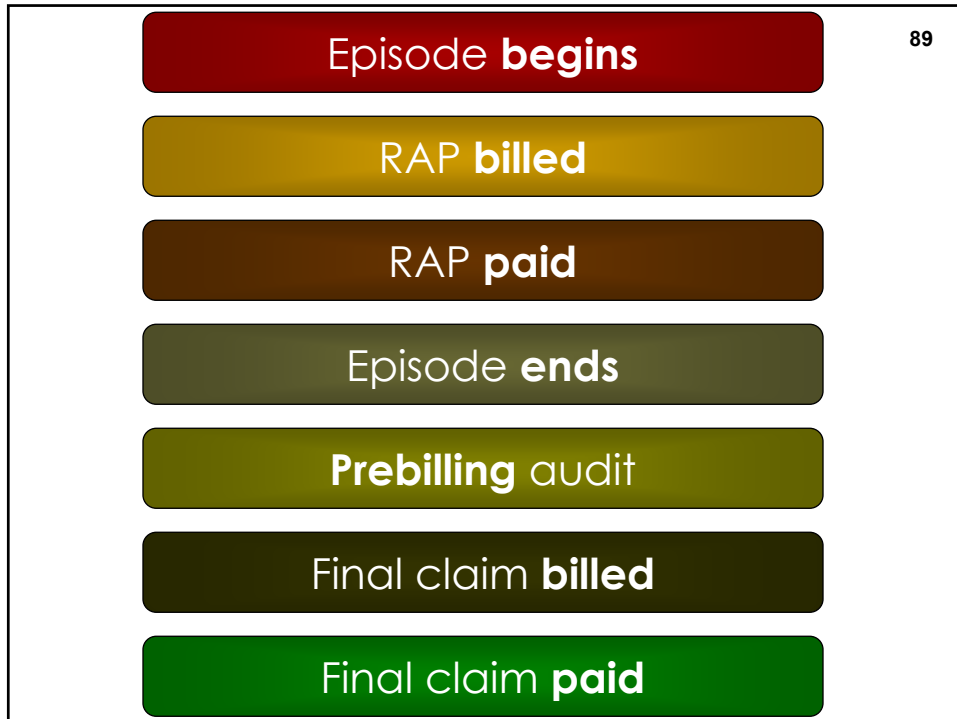 89
Episode begins
RAP billed
RAP paid
Episode ends
Prebilling audit
Final claim billed
Final claim paid